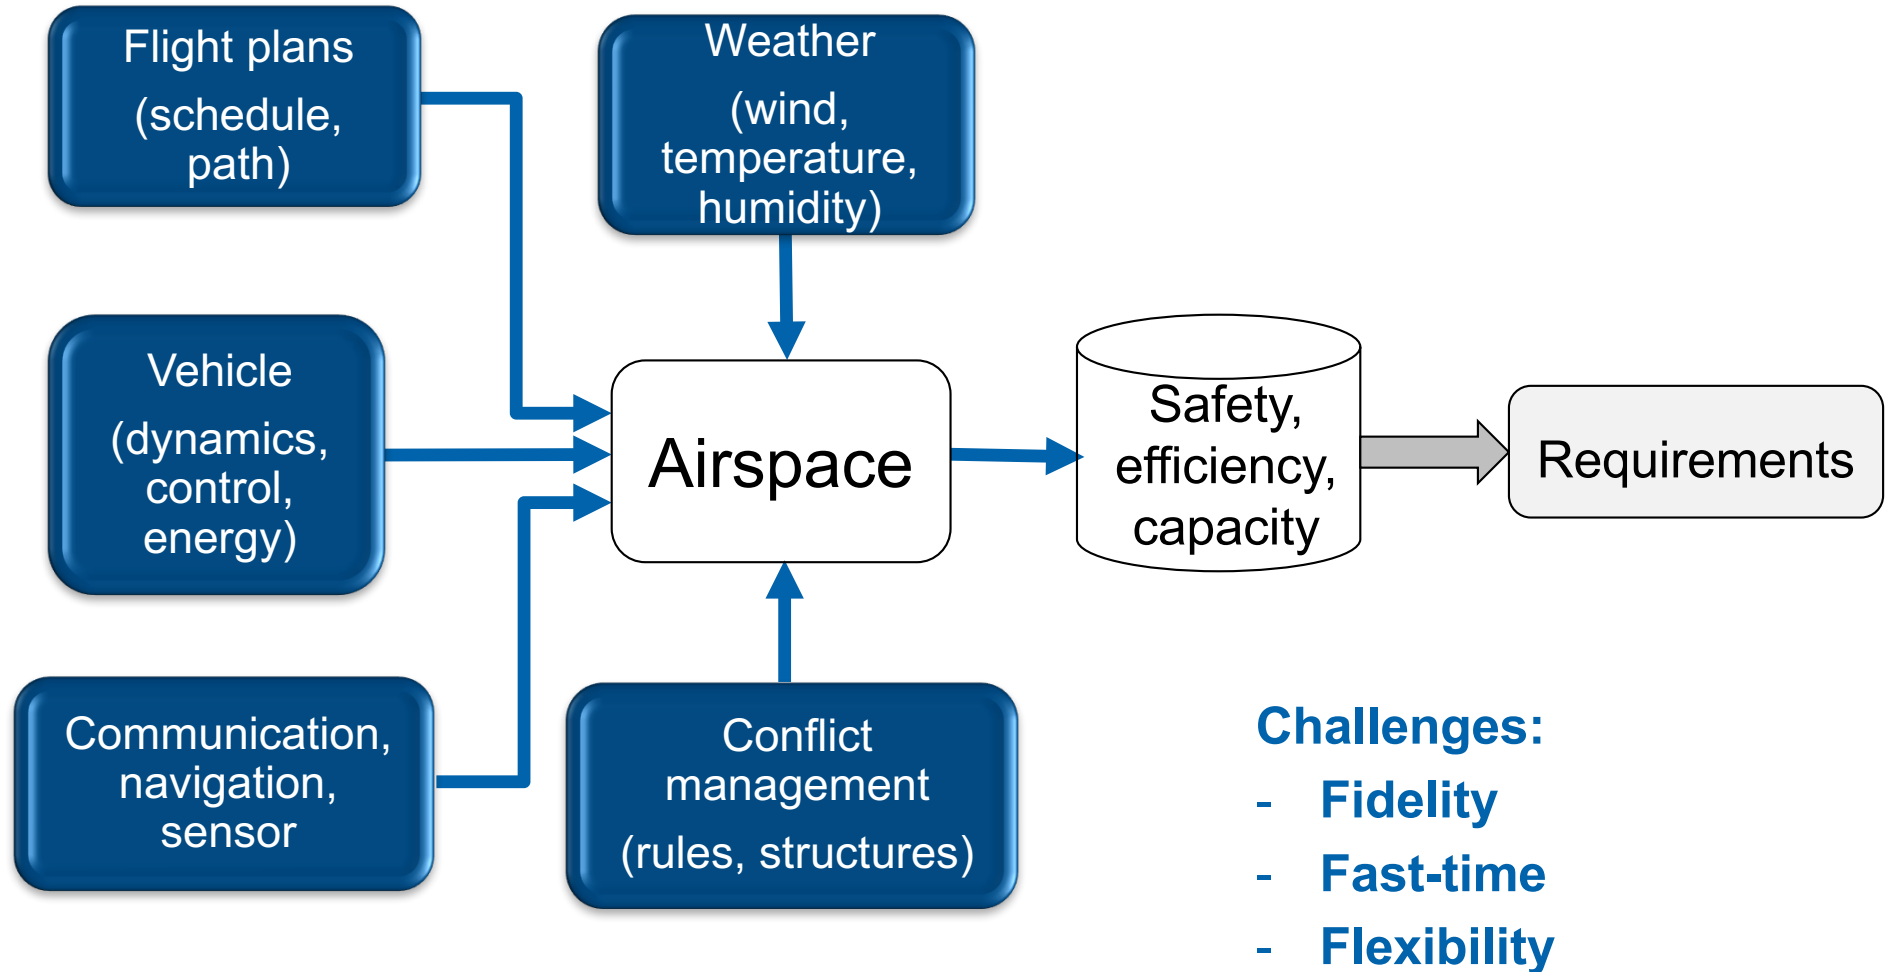 Flight plans
(schedule,
path)
Weather
(wind,
temperature,
humidity)
Vehicle
(dynamics,
control,
energy)
Airspace
Safety,
efficiency,
capacity
Requirements
Communication,
navigation,
sensor
Conflict
management
(rules, structures)
Challenges:
- Fidelity
- Fast-time
- Flexibility